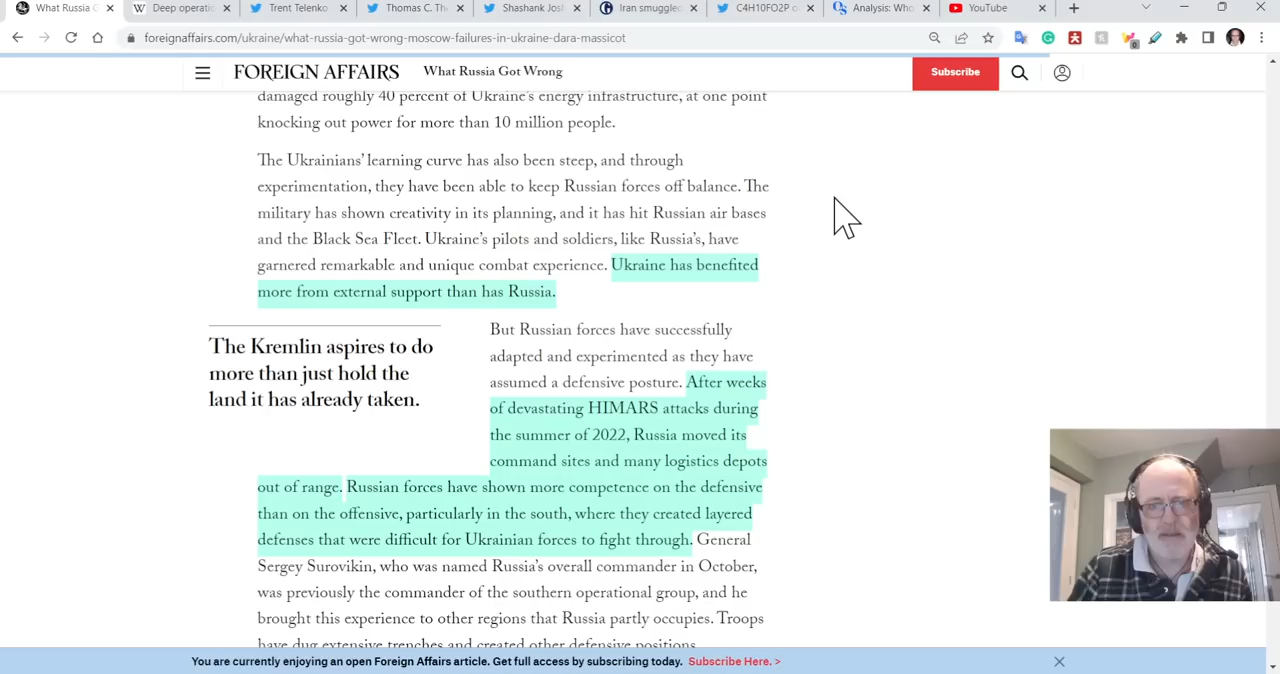 What Russia G
Deep operati
Trent Telenko
Thomas C. The
Shashank Jos
Iran smuggle
C4H10FO2P o
Analysis: Who
YouTube
foreignaffairs.com/ukraine/what-russia-got-wrong-moscow-failures-in-ukraine-dara-massicot
FOREIGN AFFAIRS
What Russia Got Wrong
Subscribe
damaged roughly 40 percent of Ukraine's energy infrastructure, at one point
knocking out power for more than 10 million people.
The Ukrainians' learning curve has also been steep, and through
experimentation, they have been able to keep Russian forces off balance. The
military has shown creativity in its planning, and it has hit Russian air bases
and the Black Sea Fleet. Ukraine's pilots and soldiers, like Russia's, have
garnered remarkable and unique combat experience. Ukraine has benefited
more from external support than has Russia.
The Kremlin aspires to do
more than just hold the
land it has already taken.
But Russian forces have successfully
adapted and experimented as they have
assumed a defensive posture. After weeks
of devastating HIMARS attacks during
the summer of 2022, Russia moved its
command sites and many logistics depots
out of range. Russian forces have shown more competence on the defensive
than on the offensive, particularly in the south, where they created layered
defenses that were difficult for Ukrainian forces to fight through. General
Sergey Surovikin, who was named Russia's overall commander in October,
was previously the commander of the southern operational group, and he
brought this experience to other regions that Russia partly occupies. Troops
have dug extensive trenches and created other defensive positions.
You are currently enjoying an open Foreign Affairs article. Get full access by subscribing today. Subscribe Here. >